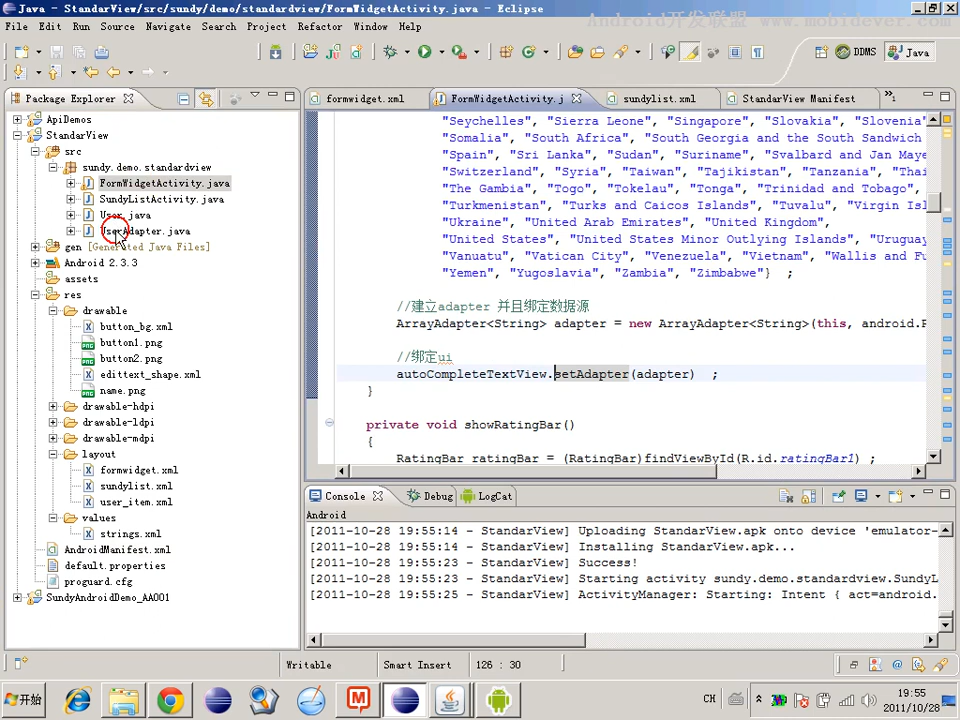 Java - StandarView/src/sundy/demo/standardview/FormWidgetActivity.java - Eclipse
Android开发联盟 www.mobidever.com
File Edit Run Source Navigate Search Project Refactor Window Help
DDMS Java
Package Explorer
formwidget.xml FormWidgetActivity.j sundylist.xml StandarView Manifest
ApiDemos
StandarView
src
sundy.demo.standardview
FormWidgetActivity.java
SundyListActivity.java
User.java
UserAdapter.java
gen [Generated Java Files]
Android 2.3.3
assets
res
drawable
button_bg.xml
button1.png
button2.png
edittext_shape.xml
name.png
drawable-hdpi
drawable-ldpi
drawable-mdpi
layout
formwidget.xml
sundylist.xml
user_item.xml
values
strings.xml
AndroidManifest.xml
default.properties
proguard.cfg
SundyAndroidDemo_AA001
"Seychelles", "Sierra Leone", "Singapore", "Slovakia", "Slovenia"
"Somalia", "South Africa", "South Georgia and the South Sandwich
"Spain", "Sri Lanka", "Sudan", "Suriname", "Svalbard and Jan Maye
"Switzerland", "Syria", "Taiwan", "Tajikistan", "Tanzania", "Thai
"The Gambia", "Togo", "Tokelau", "Tonga", "Trinidad and Tobago",
"Turkmenistan", "Turks and Caicos Islands", "Tuvalu", "Virgin Isl
"Ukraine", "United Arab Emirates", "United Kingdom",
"United States", "United States Minor Outlying Islands", "Uruguay
"Vanuatu", "Vatican City", "Venezuela", "Vietnam", "Wallis and Fu
"Yemen", "Yugoslavia", "Zambia", "Zimbabwe"} ;
//建立adapter 并且绑定数据源
ArrayAdapter<String> adapter = new ArrayAdapter<String>(this, android.R
//绑定ui
autoCompleteTextView.setAdapter(adapter) ;
}
private void showRatingBar()
{
RatingBar ratingBar = (RatingBar)findViewById(R.id.ratingBar1) ;
Console Debug LogCat
Android
[2011-10-28 19:55:14 - StandarView] Uploading StandarView.apk onto device 'emulator-
[2011-10-28 19:55:14 - StandarView] Installing StandarView.apk...
[2011-10-28 19:55:23 - StandarView] Success!
[2011-10-28 19:55:23 - StandarView] Starting activity sundy.demo.standardview.SundyL
[2011-10-28 19:55:25 - StandarView] ActivityManager: Starting: Intent { act=android.
Writable Smart Insert 126 : 30
开始 CH 19:55
2011/10/28